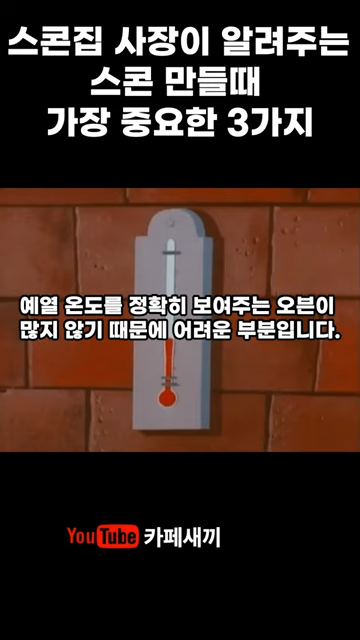 스콘집 사장이 알려주는
스콘 만들때
가장 중요한 3가지
예열 온도를 정확히 보여주는 오븐이
많지 않기 때문에 어려운 부분입니다.
YouTube 카페새끼